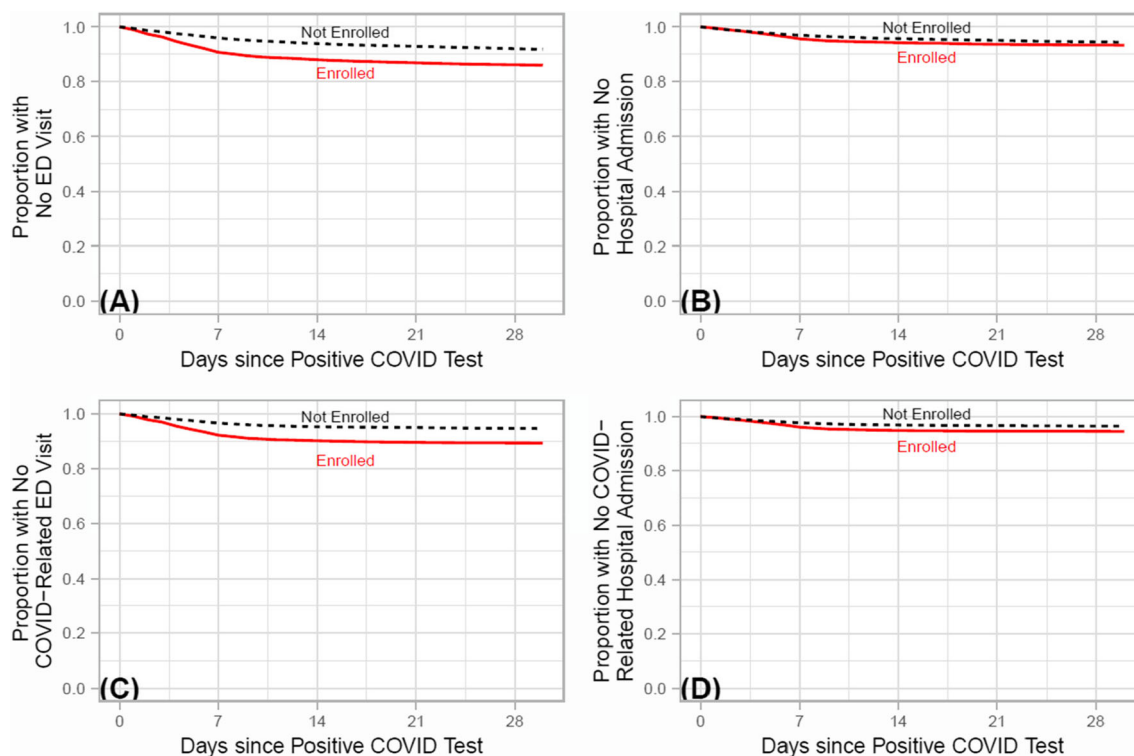 1.0
0.8
0.6
0.4
0.2
0.0
Proportion with
No ED Visit
Not Enrolled
Enrolled
(A)
0 7 14 21 28
Days since Positive COVID Test
1.0
0.8
0.6
0.4
0.2
0.0
Proportion with No
Hospital Admission
Not Enrolled
Enrolled
(B)
0 7 14 21 28
Days since Positive COVID Test
1.0
0.8
0.6
0.4
0.2
0.0
Proportion with No
COVID−Related ED Visit
Not Enrolled
Enrolled
(C)
0 7 14 21 28
Days since Positive COVID Test
1.0
0.8
0.6
0.4
0.2
0.0
Proportion with No COVID−
Related Hospital Admission
Not Enrolled
Enrolled
(D)
0 7 14 21 28
Days since Positive COVID Test